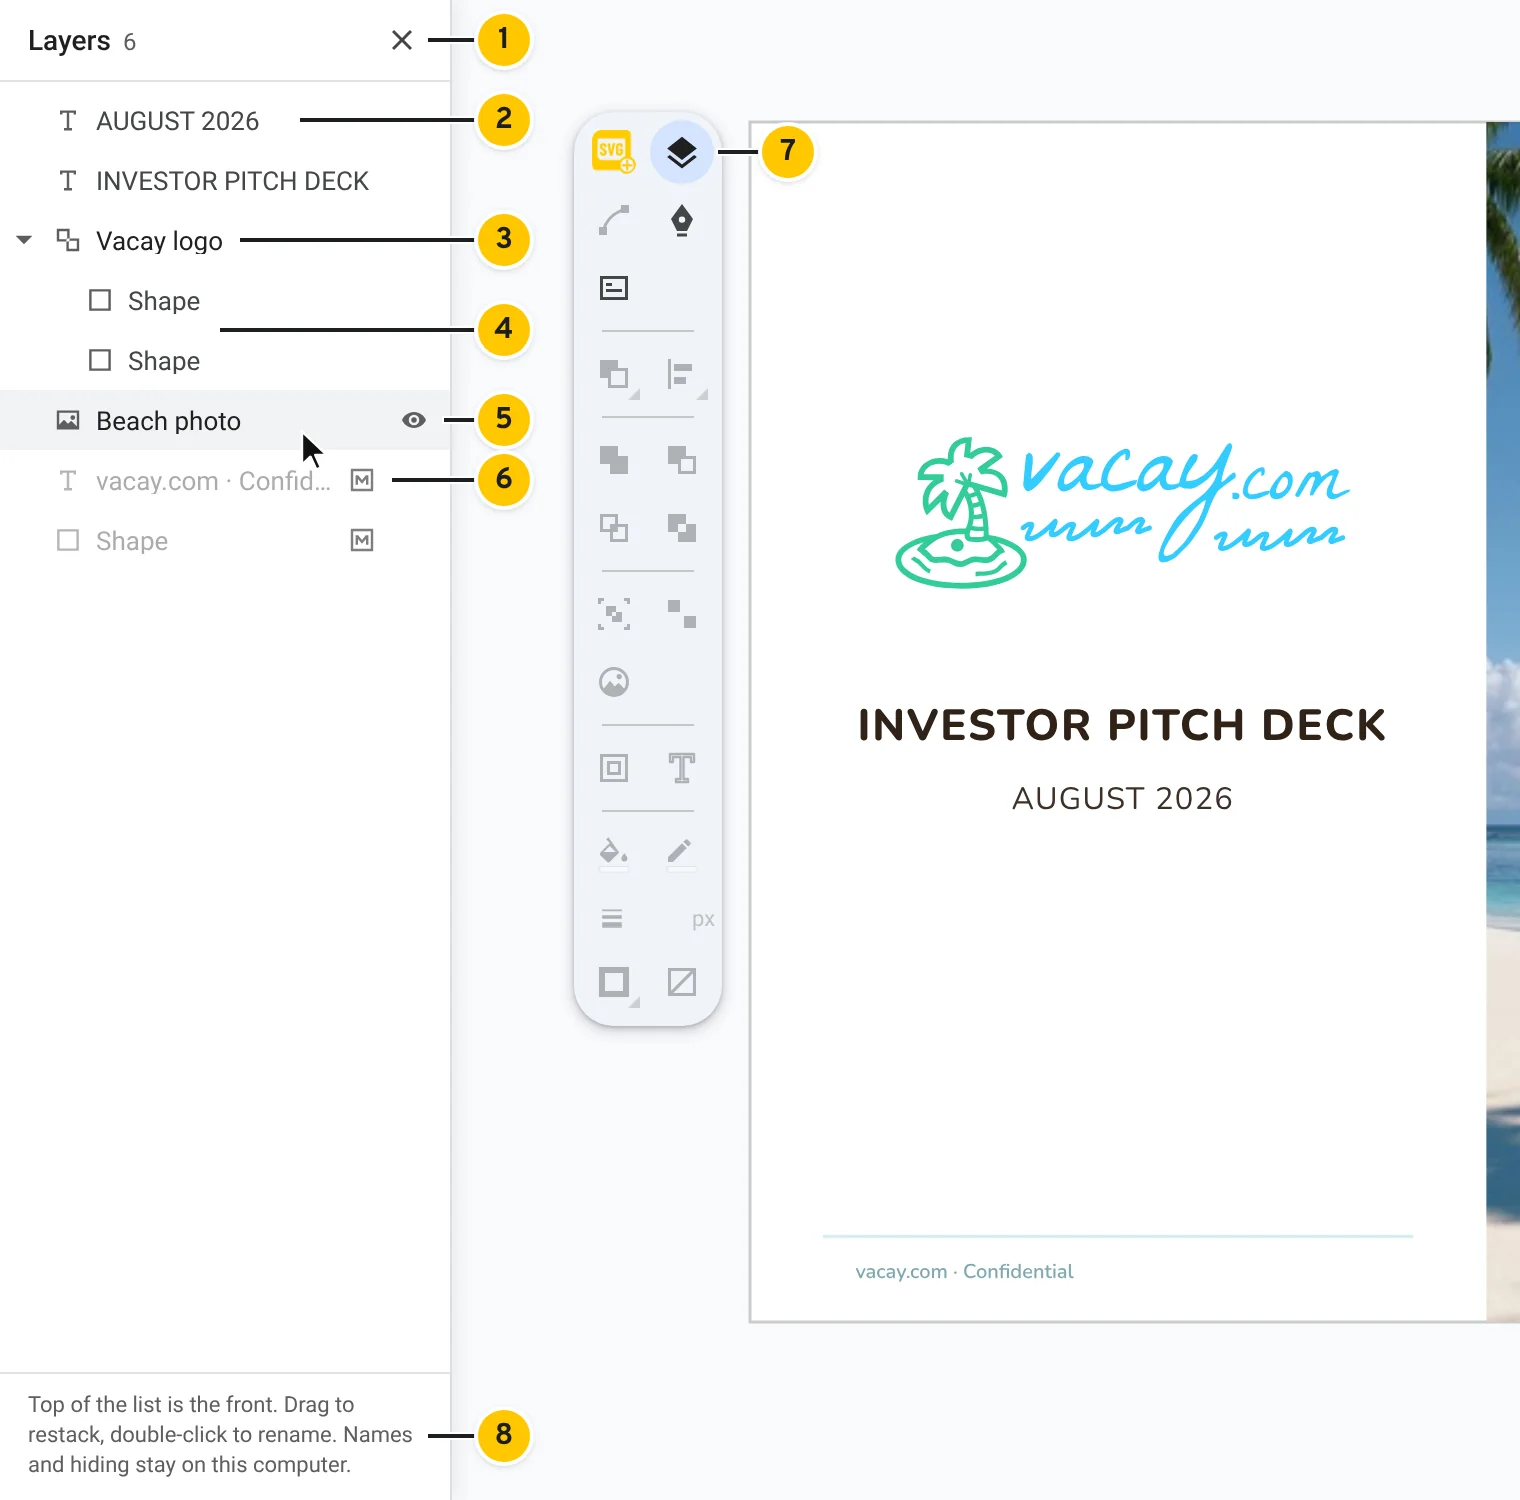 Layers 6
1
AUGUST 2026
2
INVESTOR PITCH DECK
Vacay logo
3
Shape
4
Shape
Beach photo
5
vacay.com · Confid...
M
6
Shape
M
SVG
7
T
px
vacay.com
INVESTOR PITCH DECK
AUGUST 2026
vacay.com · Confidential
Top of the list is the front. Drag to
restack, double-click to rename. Names
and hiding stay on this computer.
8